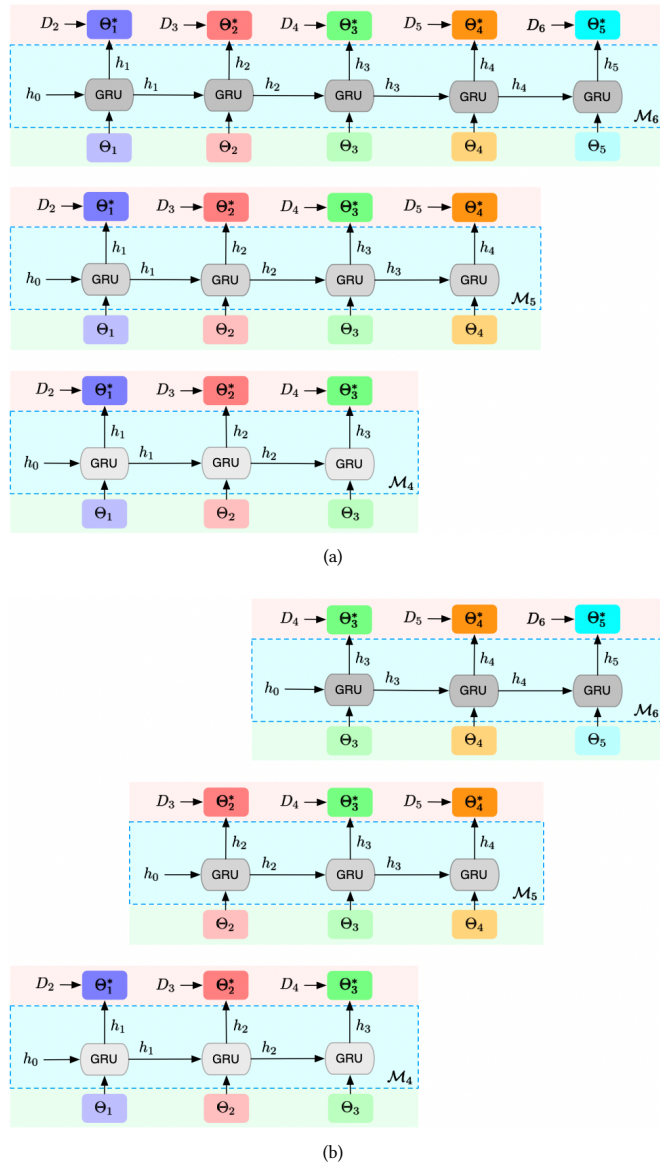 D₂ Θ₁* D₃ Θ₂* D₄ Θ₃* D₅ Θ₄* D₆ Θ₅*
h₁ h₂ h₃ h₄ h₅
h₀ GRU h₁ GRU h₂ GRU h₃ GRU h₄ GRU
ℳ₆
Θ₁ Θ₂ Θ₃ Θ₄ Θ₅
D₂ Θ₁* D₃ Θ₂* D₄ Θ₃* D₅ Θ₄*
h₁ h₂ h₃ h₄
h₀ GRU h₁ GRU h₂ GRU h₃ GRU
ℳ₅
Θ₁ Θ₂ Θ₃ Θ₄
D₂ Θ₁* D₃ Θ₂* D₄ Θ₃*
h₁ h₂ h₃
h₀ GRU h₁ GRU h₂ GRU
ℳ₄
Θ₁ Θ₂ Θ₃
(a)
D₄ Θ₃* D₅ Θ₄* D₆ Θ₅*
h₃ h₄ h₅
h₀ GRU h₃ GRU h₄ GRU
ℳ₆
Θ₃ Θ₄ Θ₅
D₃ Θ₂* D₄ Θ₃* D₅ Θ₄*
h₂ h₃ h₄
h₀ GRU h₂ GRU h₃ GRU
ℳ₅
Θ₂ Θ₃ Θ₄
D₂ Θ₁* D₃ Θ₂* D₄ Θ₃*
h₁ h₂ h₃
h₀ GRU h₁ GRU h₂ GRU
ℳ₄
Θ₁ Θ₂ Θ₃
(b)